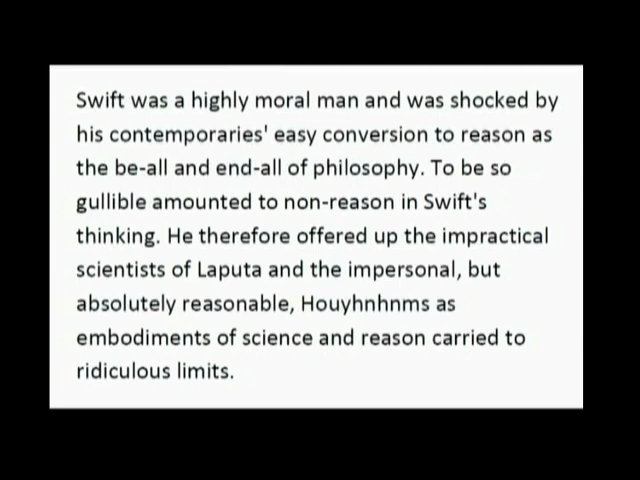 Swift was a highly moral man and was shocked by
his contemporaries' easy conversion to reason as
the be-all and end-all of philosophy. To be so
gullible amounted to non-reason in Swift's
thinking. He therefore offered up the impractical
scientists of Laputa and the impersonal, but
absolutely reasonable, Houyhnhnms as
embodiments of science and reason carried to
ridiculous limits.